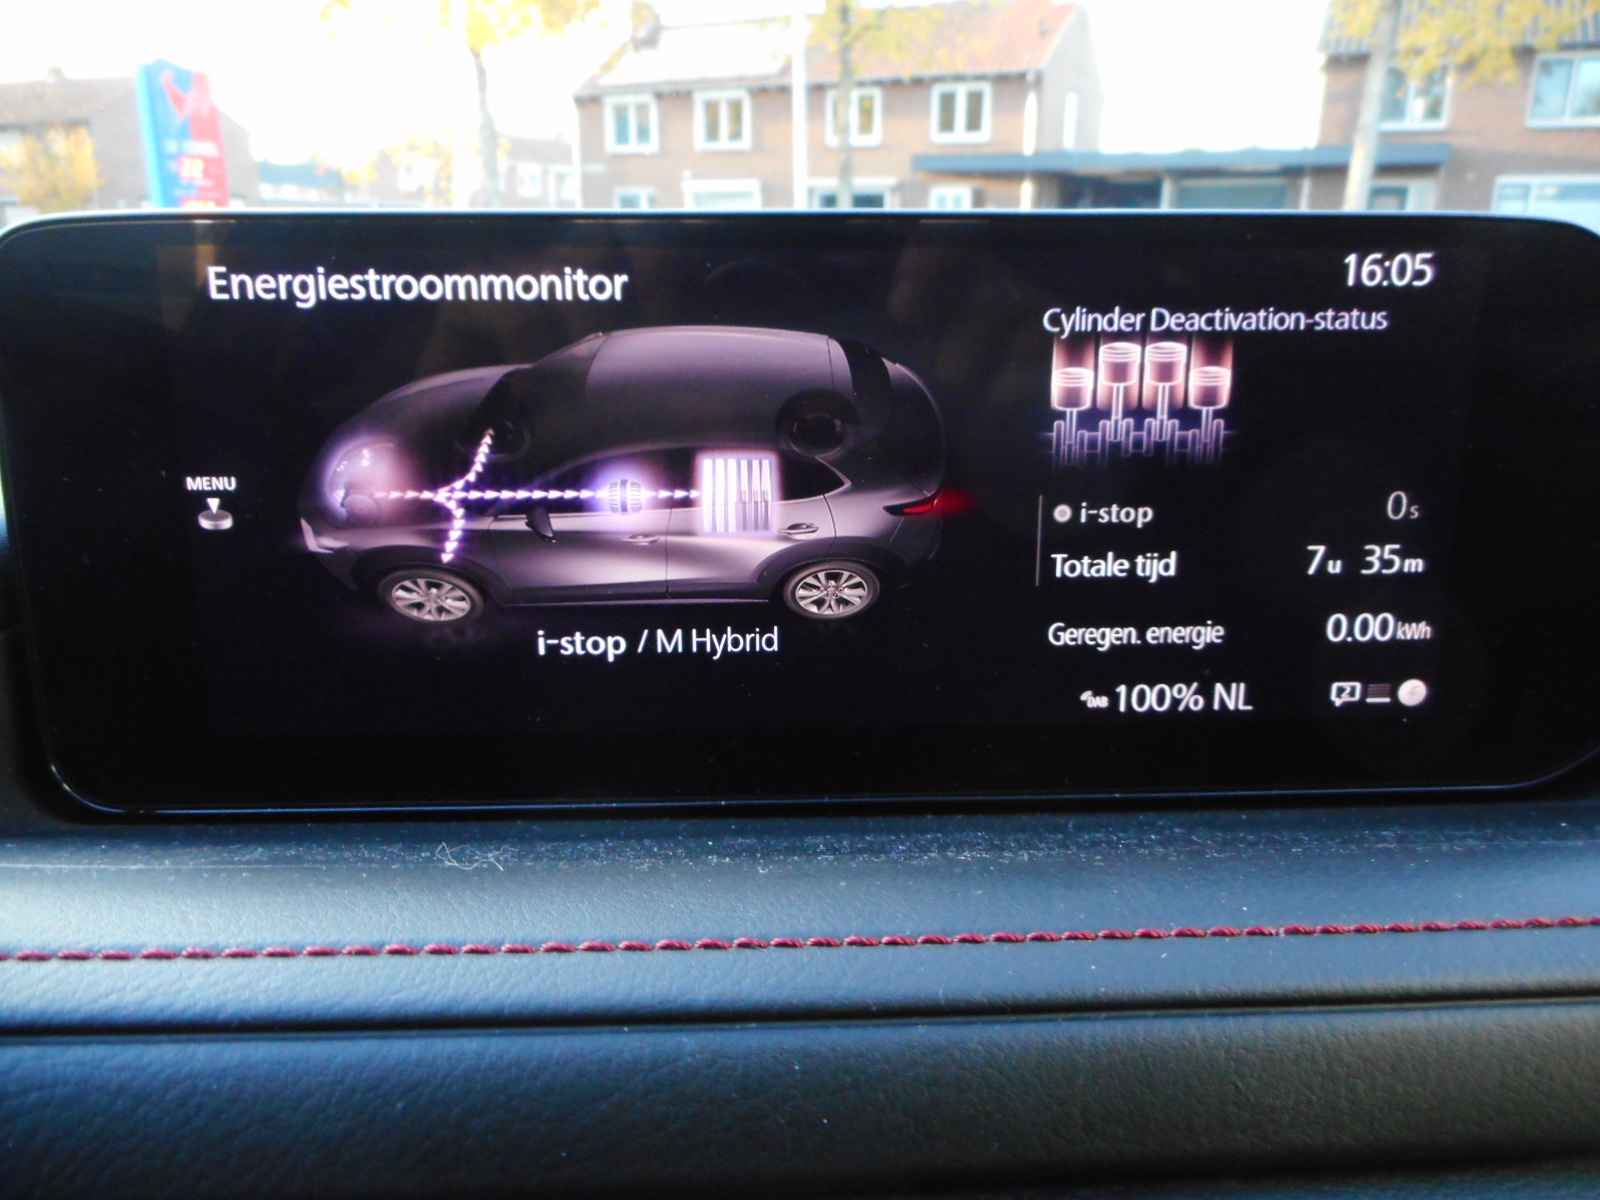 Energiestroommonitor
16:05
Cylinder Deactivation-status
MENU
i-stop 0s
Totale tijd 7u 35m
Geregen. energie 0.00kWh
i-stop / M Hybrid
DAB 100% NL
2